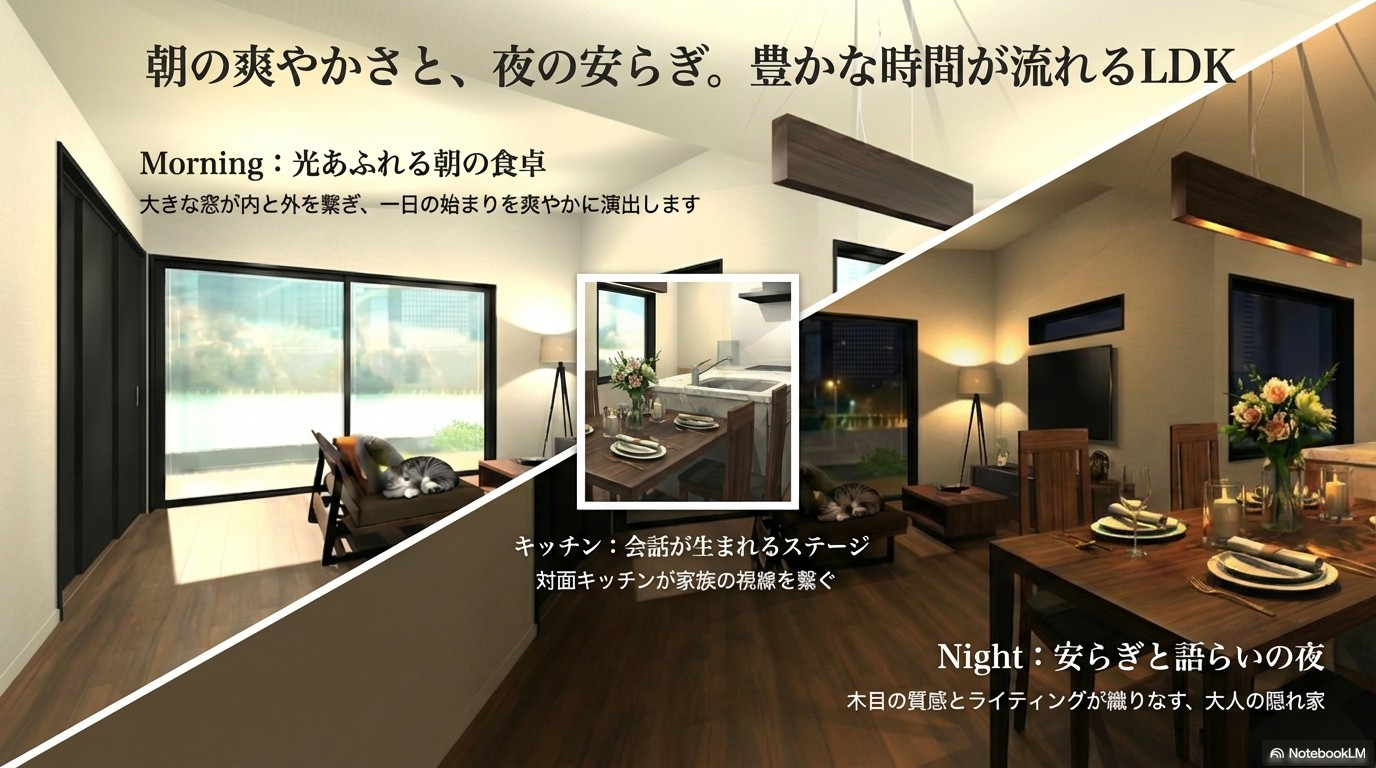 朝の爽やかさと、夜の安らぎ。豊かな時間が流れるLDK
Morning：光あふれる朝の食卓
大きな窓が内と外を繋ぎ、一日の始まりを爽やかに演出します
キッチン：会話が生まれるステージ
対面キッチンが家族の視線を繋ぐ
Night：安らぎと語らいの夜
木目の質感とライティングが織りなす、大人の隠れ家
NotebookLM